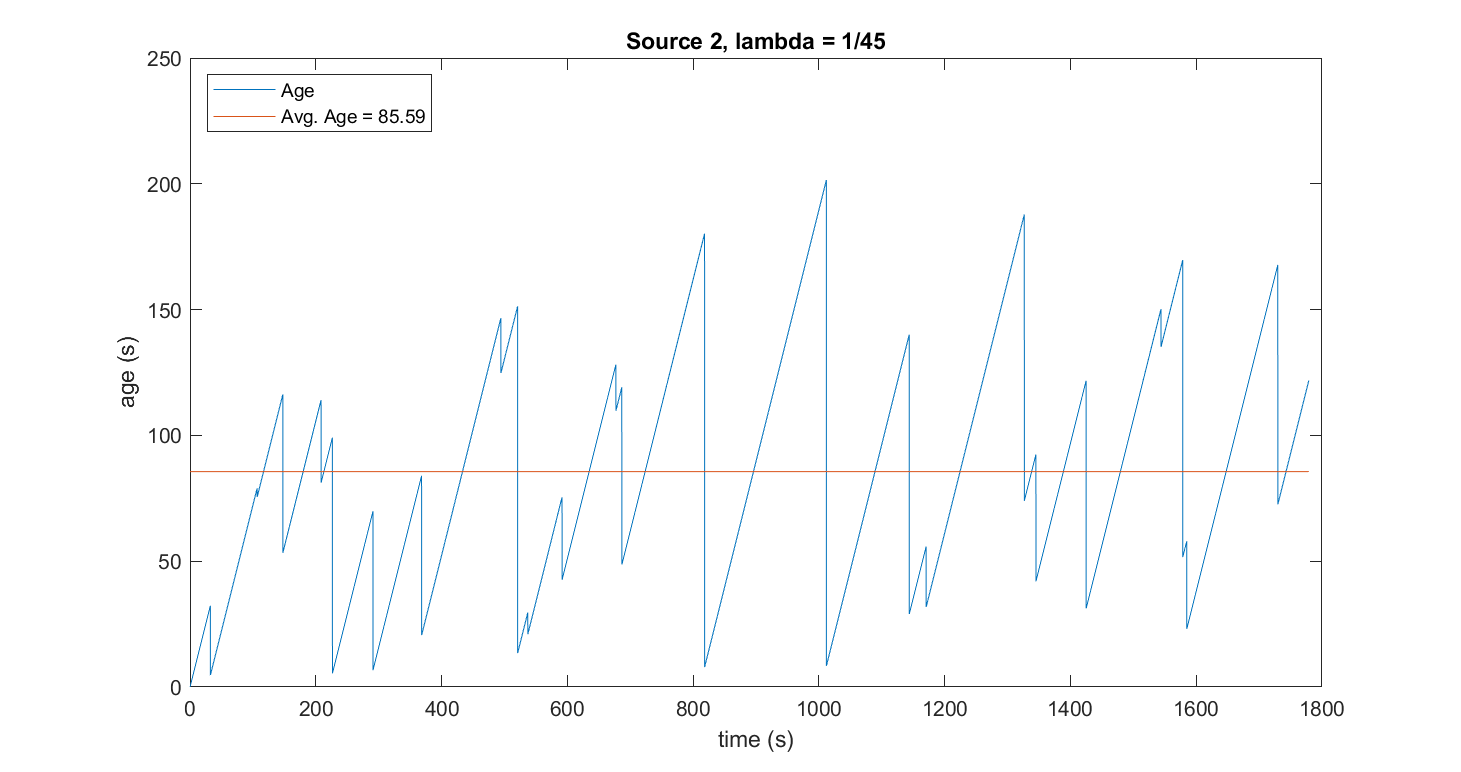 Source 2, lambda = 1/45
250
200
150
100
50
0
age (s)
Age
Avg. Age = 85.59
0 200 400 600 800 1000 1200 1400 1600 1800
time (s)